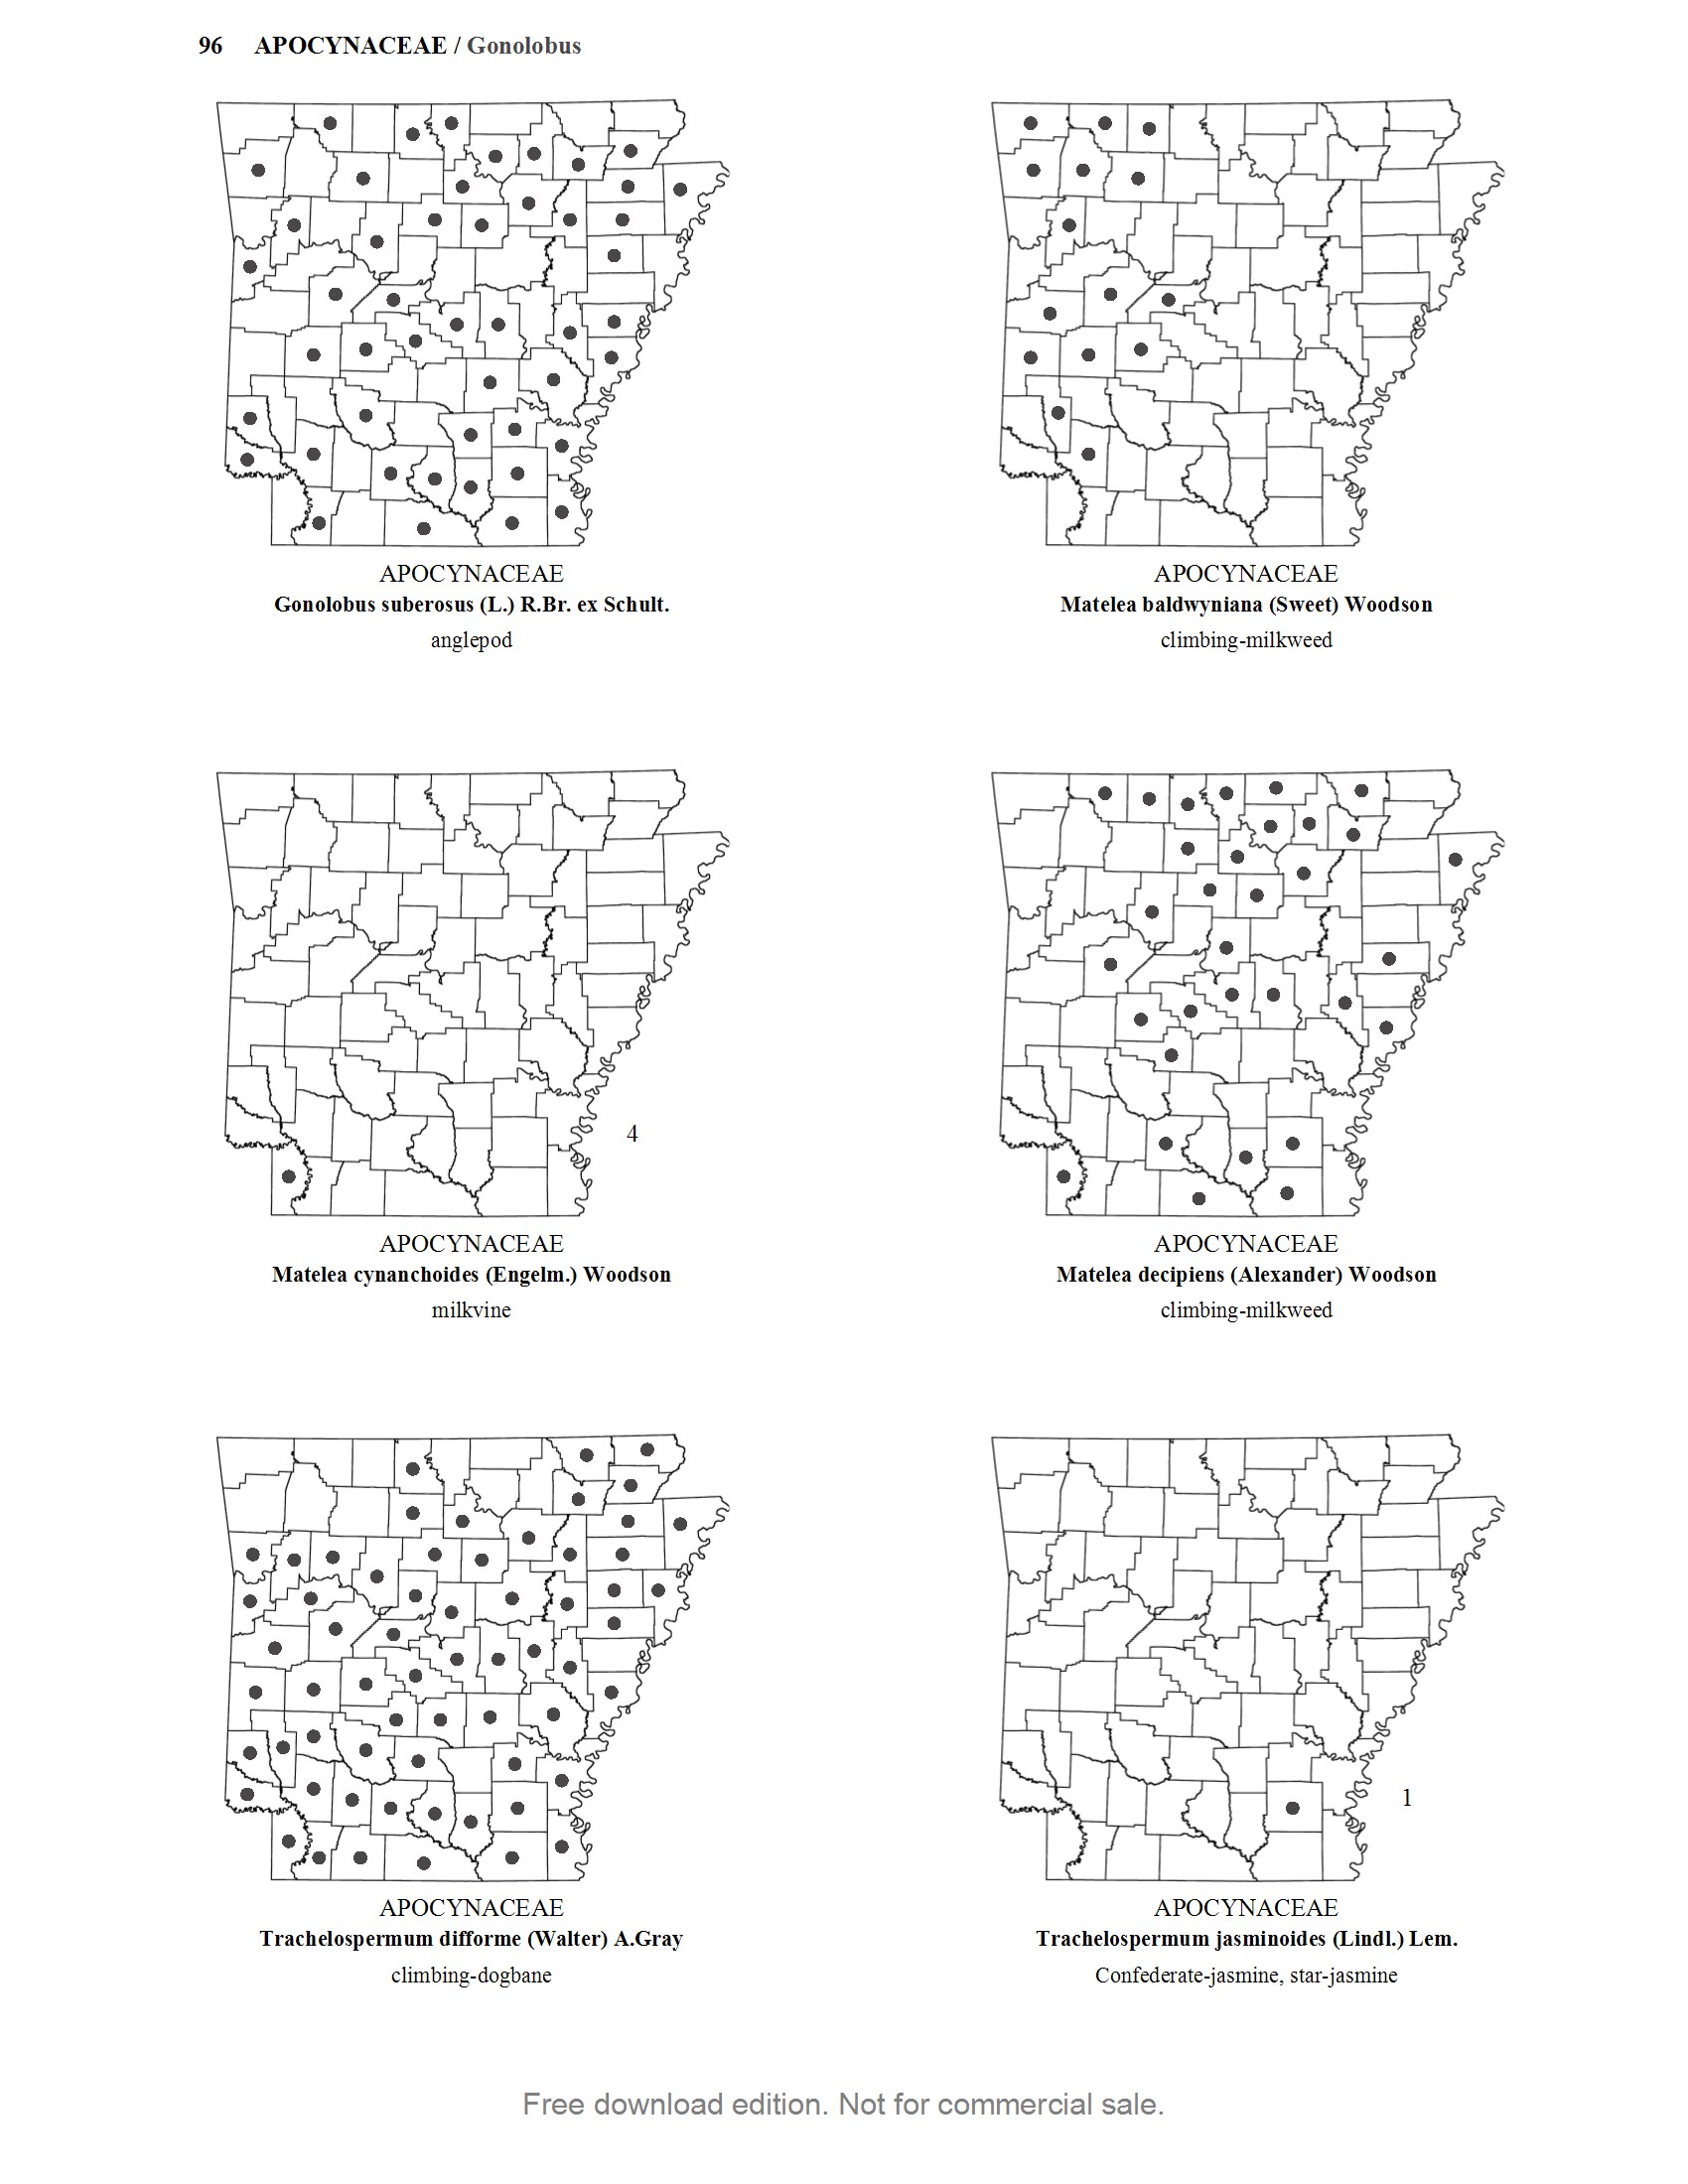 96 APOCYNACEAE / Gonolobus
APOCYNACEAE
Gonolobus suberosus (L.) R.Br. ex Schult.
anglepod
APOCYNACEAE
Matelea baldwyniana (Sweet) Woodson
climbing-milkweed
4
APOCYNACEAE
Matelea cynanchoides (Engelm.) Woodson
milkvine
APOCYNACEAE
Matelea decipiens (Alexander) Woodson
climbing-milkweed
APOCYNACEAE
Trachelospermum difforme (Walter) A.Gray
climbing-dogbane
1
APOCYNACEAE
Trachelospermum jasminoides (Lindl.) Lem.
Confederate-jasmine, star-jasmine
Free download edition. Not for commercial sale.